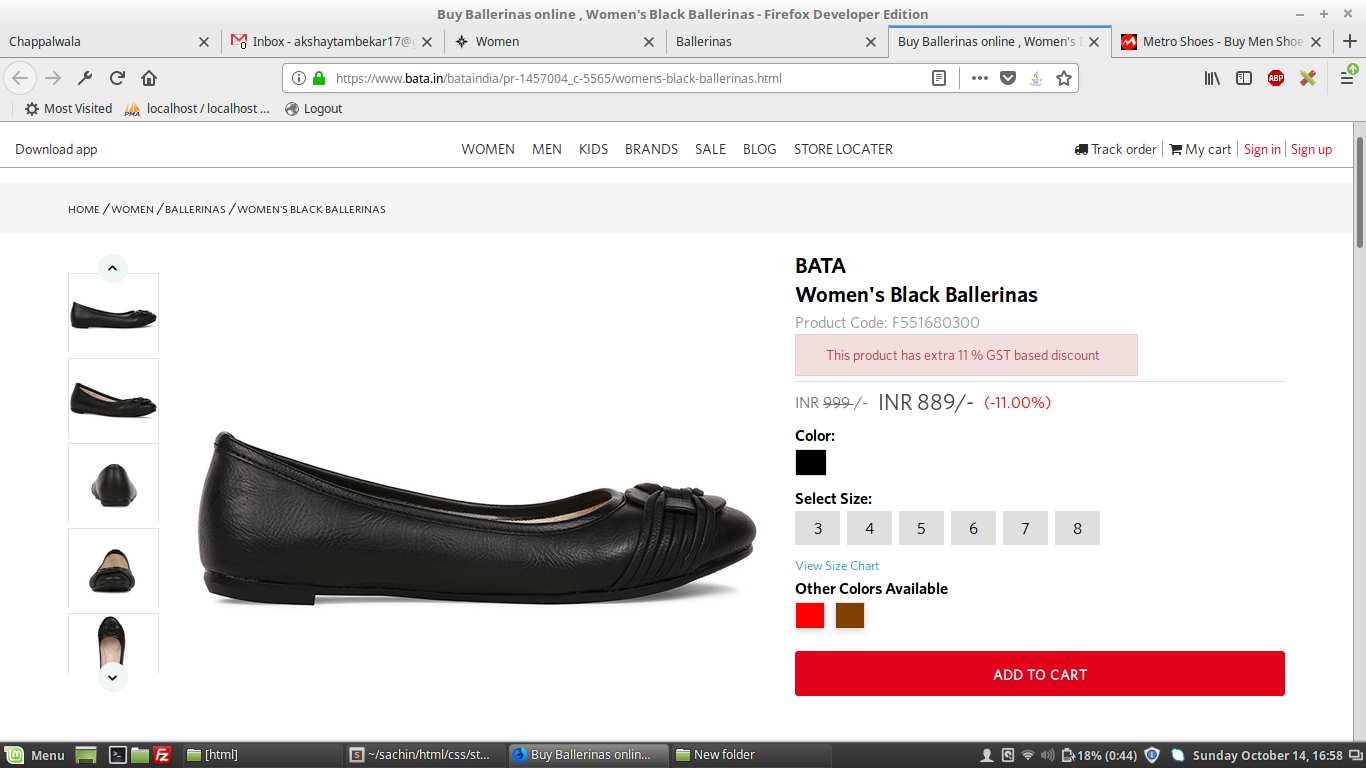 Buy Ballerinas online , Women's Black Ballerinas - Firefox Developer Edition
Chappalwala
Inbox - akshaytambekar17@
Women
Ballerinas
Buy Ballerinas online , Women's
Metro Shoes - Buy Men Shoe
https://www.bata.in/bataindia/pr-1457004_c-5565/womens-black-ballerinas.html
ABP
Most Visited
PMA
localhost / localhost ...
Logout
Download app
WOMEN MEN KIDS BRANDS SALE BLOG STORE LOCATER
Track order | My cart | Sign in | Sign up
HOME / WOMEN / BALLERINAS / WOMEN'S BLACK BALLERINAS
BATA
Women's Black Ballerinas
Product Code: F551680300
This product has extra 11 % GST based discount
INR 999 /- INR 889/- (-11.00%)
Color:
Select Size:
3 4 5 6 7 8
View Size Chart
Other Colors Available
ADD TO CART
Menu
[html]
~/sachin/html/css/st...
Buy Ballerinas onlin...
New folder
18% (0:44)
Sunday October 14, 16:58